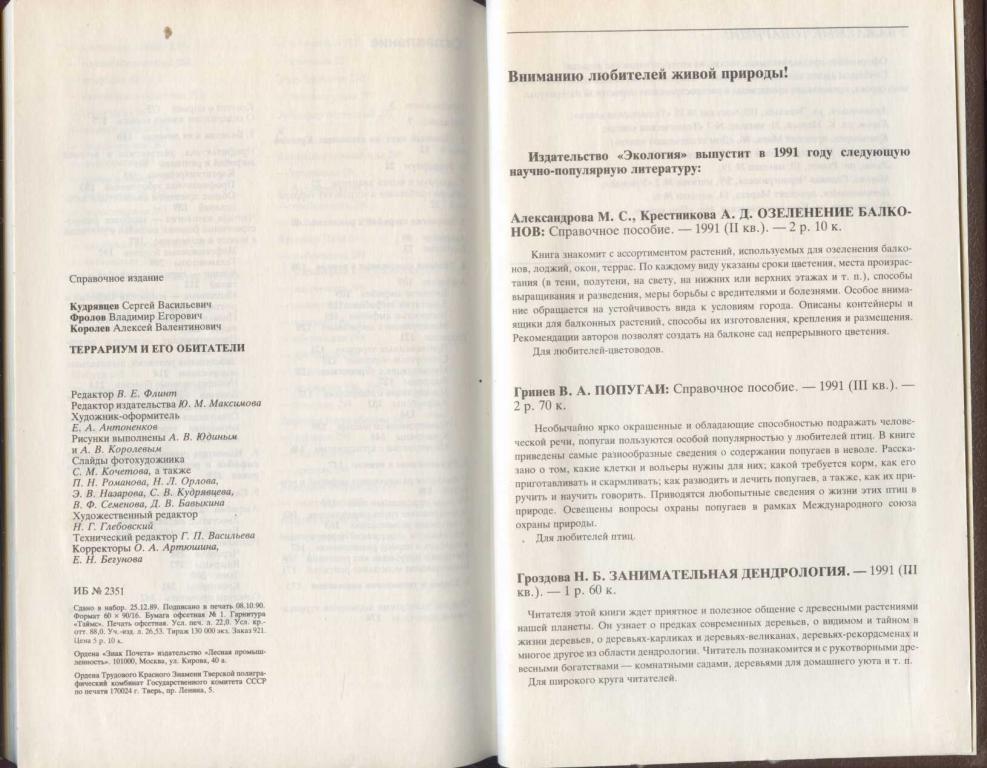 Справочное издание
Кудрявцев Сергей Васильевич
Фролов Владимир Егорович
Королев Алексей Валентинович
ТЕРРАРИУМ И ЕГО ОБИТАТЕЛИ
Редактор В. Е. Флинт
Редактор издательства Ю. М. Максимова
Художник-оформитель
Е. А. Антоненков
Рисунки выполнены А. В. Юдиным
и А. В. Королевым
Слайды фотохудожника
С. М. Кочетова, а также
П. Н. Романова, Н. Л. Орлова,
Э. В. Назарова, С. В. Кудрявцева,
В. Ф. Семенова, Д. В. Бавыкина
Художественный редактор
Н. Г. Глебовский
Технический редактор Г. П. Васильева
Корректоры О. А. Артюшина,
Е. Н. Бегунова
ИБ № 2351
Сдано в набор. 25.12.89. Подписано в печать 08.10.90.
Формат 60 × 90/16. Бумага офсетная № 1. Гарнитура
«Таймс». Печать офсетная. Усл. печ. л. 22,0. Усл. кр.-
отт. 88,0. Уч.-изд. л. 26,53. Тираж 130 000 экз. Заказ 921.
Цена 5 р. 10 к.
Ордена «Знак Почета» издательство «Лесная промыш-
ленность». 101000, Москва, ул. Кирова, 40 а.
Ордена Трудового Красного Знамени Тверской полигра-
фический комбинат Государственного комитета СССР
по печати 170024 г. Тверь, пр. Ленина, 5.
Вниманию любителей живой природы!
Издательство «Экология» выпустит в 1991 году следующую
научно-популярную литературу:
Александрова М. С., Крестникова А. Д. ОЗЕЛЕНЕНИЕ БАЛКО-
НОВ: Справочное пособие. — 1991 (II кв.). — 2 р. 10 к.
Книга знакомит с ассортиментом растений, используемых для озеленения балко-
нов, лоджий, окон, террас. По каждому виду указаны сроки цветения, места произрас-
тания (в тени, полутени, на свету, на нижних или верхних этажах и т. п.), способы
выращивания и разведения, меры борьбы с вредителями и болезнями. Особое внима-
ние обращается на устойчивость вида к условиям города. Описаны контейнеры и
ящики для балконных растений, способы их изготовления, крепления и размещения.
Рекомендации авторов позволят создать на балконе сад непрерывного цветения.
Для любителей-цветоводов.
Гринев В. А. ПОПУГАИ: Справочное пособие. — 1991 (III кв.). —
2 р. 70 к.
Необычайно ярко окрашенные и обладающие способностью подражать челове-
ческой речи, попугаи пользуются особой популярностью у любителей птиц. В книге
приведены самые разнообразные сведения о содержании попугаев в неволе. Расска-
зано о том, какие клетки и вольеры нужны для них; какой требуется корм, как его
приготавливать и скармливать; как разводить и лечить попугаев, а также, как их при-
ручить и научить говорить. Приводятся любопытные сведения о жизни этих птиц в
природе. Освещены вопросы охраны попугаев в рамках Международного союза
охраны природы.
Для любителей птиц.
Гроздова Н. Б. ЗАНИМАТЕЛЬНАЯ ДЕНДРОЛОГИЯ. — 1991 (III
кв.). — 1 р. 60 к.
Читателя этой книги ждет приятное и полезное общение с древесными растениями
нашей планеты. Он узнает о предках современных деревьев, о видимом и тайном в
жизни деревьев, о деревьях-карликах и деревьях-великанах, деревьях-рекордсменах и
многое другое из области дендрологии. Читатель познакомится и с рукотворными дре-
весными богатствами — комнатными садами, деревьями для домашнего уюта и т. п.
Для широкого круга читателей.